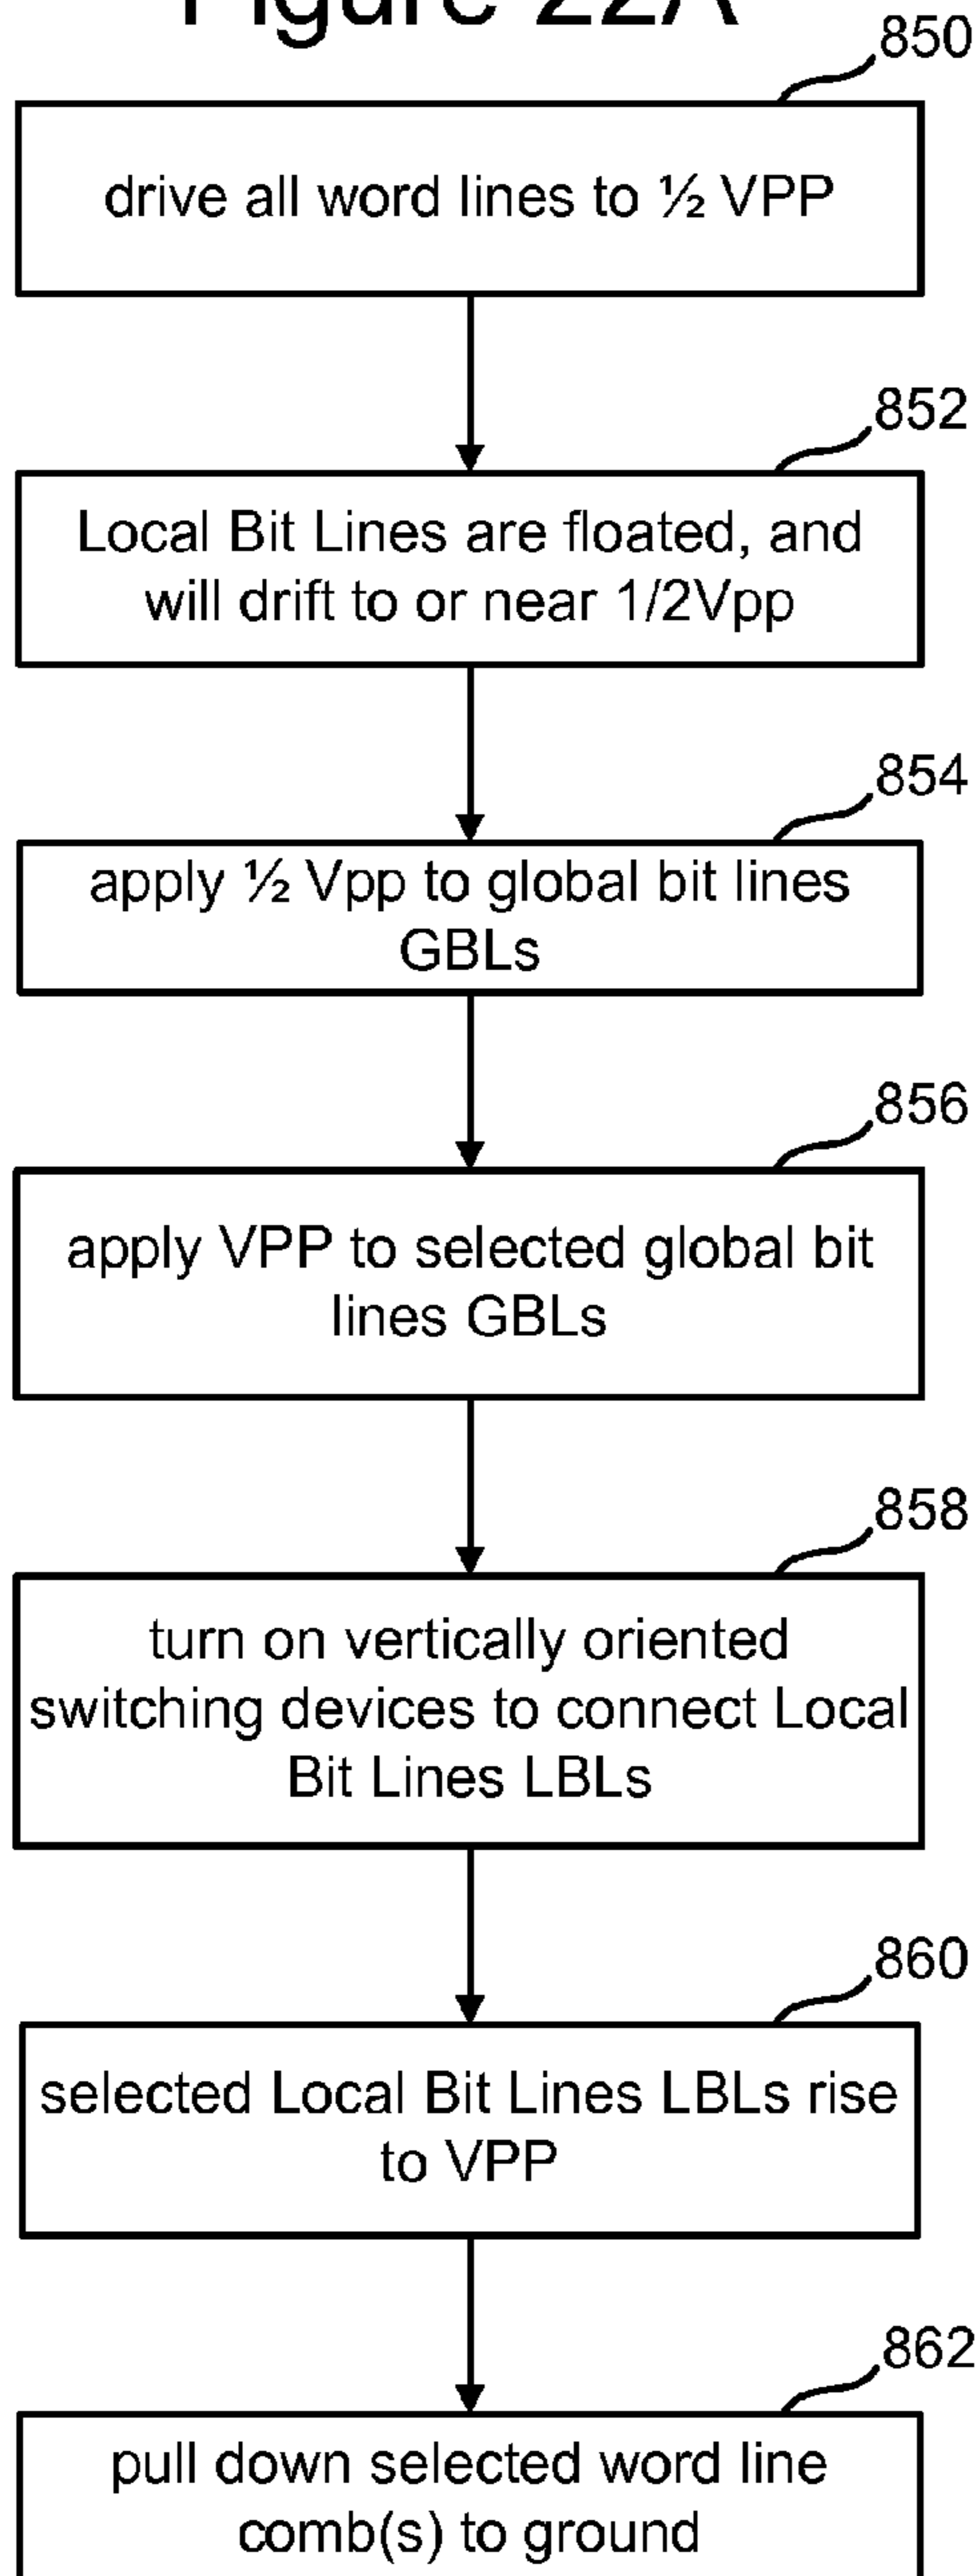 Figure 22A
850
drive all word lines to ½ VPP
852
Local Bit Lines are floated, and
will drift to or near 1/2Vpp
854
apply ½ Vpp to global bit lines
GBLs
856
apply VPP to selected global bit
lines GBLs
858
turn on vertically oriented
switching devices to connect Local
Bit Lines LBLs
860
selected Local Bit Lines LBLs rise
to VPP
862
pull down selected word line
comb(s) to ground